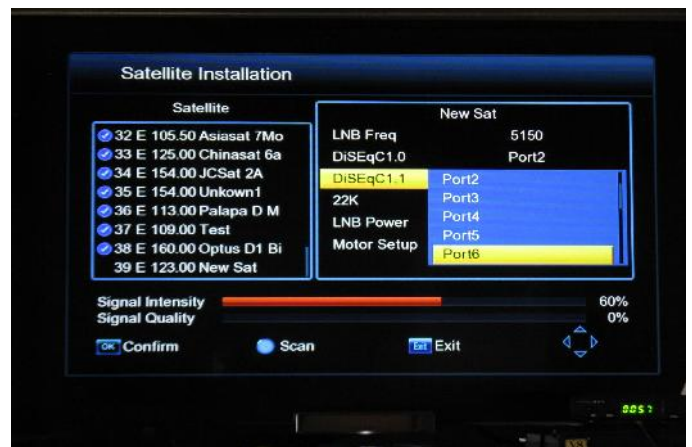 Satellite Installation
Satellite
32 E 105.50 Asiasat 7Mo
33 E 125.00 Chinasat 6a
34 E 154.00 JCSat 2A
35 E 154.00 Unkown1
36 E 113.00 Palapa D M
37 E 109.00 Test
38 E 160.00 Optus D1 Bi
39 E 123.00 New Sat
New Sat
LNB Freq 5150
DiSEqC1.0 Port2
DiSEqC1.1
22K
LNB Power
Motor Setup
Port2
Port3
Port4
Port5
Port6
Signal Intensity 60%
Signal Quality 0%
OK Confirm
Scan
Exit Exit
0057